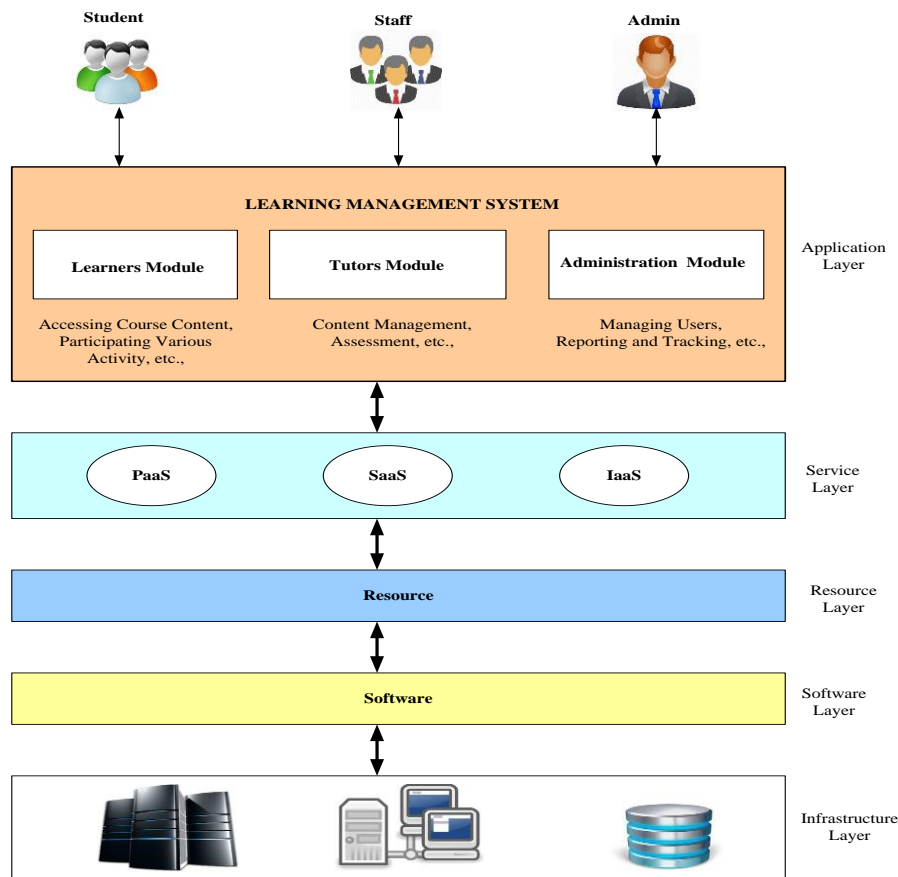 Student
Staff
Admin
LEARNING MANAGEMENT SYSTEM
Learners Module
Tutors Module
Administration Module
Accessing Course Content,
Participating Various
Activity, etc.,
Content Management,
Assessment, etc.,
Managing Users,
Reporting and Tracking, etc.,
Application
Layer
PaaS
SaaS
IaaS
Service
Layer
Resource
Resource
Layer
Software
Software
Layer
Infrastructure
Layer